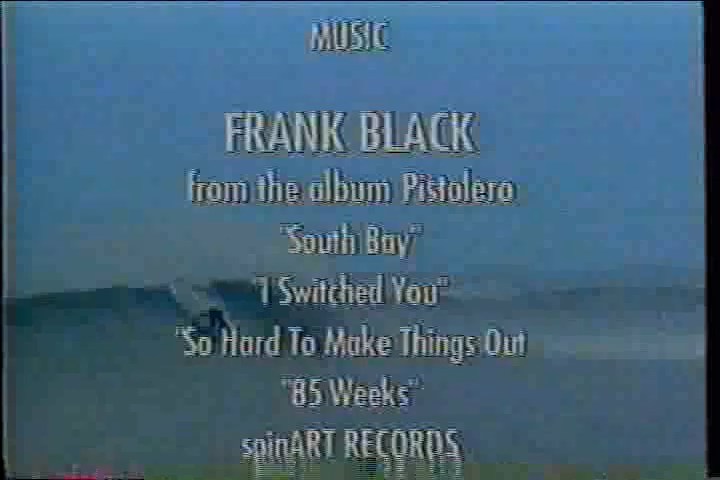 MUSIC
FRANK BLACK
from the album Pistolero
"South Bay"
"I Switched You"
"So Hard To Make Things Out
"85 Weeks"
spinART RECORDS